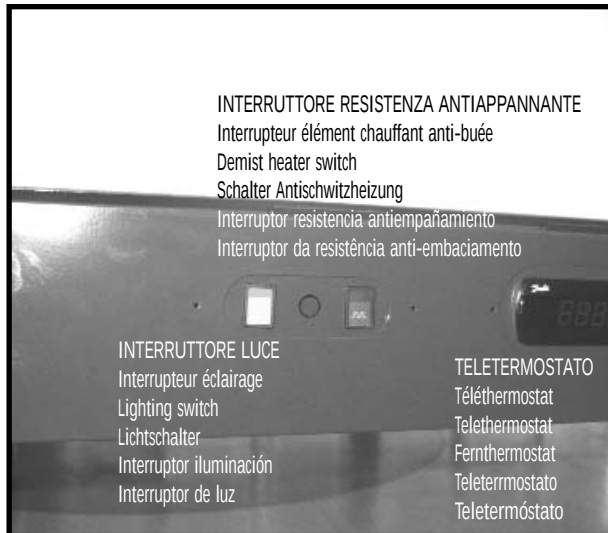 INTERRUTTORE RESISTENZA ANTIAPPANNANTE
Interrupteur élément chauffant anti-buée
Demist heater switch
Schalter Antischwitzheizung
Interruptor resistencia antiempañamiento
Interruptor da resistência anti-embaciamento
INTERRUTTORE LUCE
Interrupteur éclairage
Lighting switch
Lichtschalter
Interruptor iluminación
Interruptor de luz
TELETERMOSTATO
Téléthermostat
Telethermostat
Fernthermostat
Teletermostato
Teletermóstato